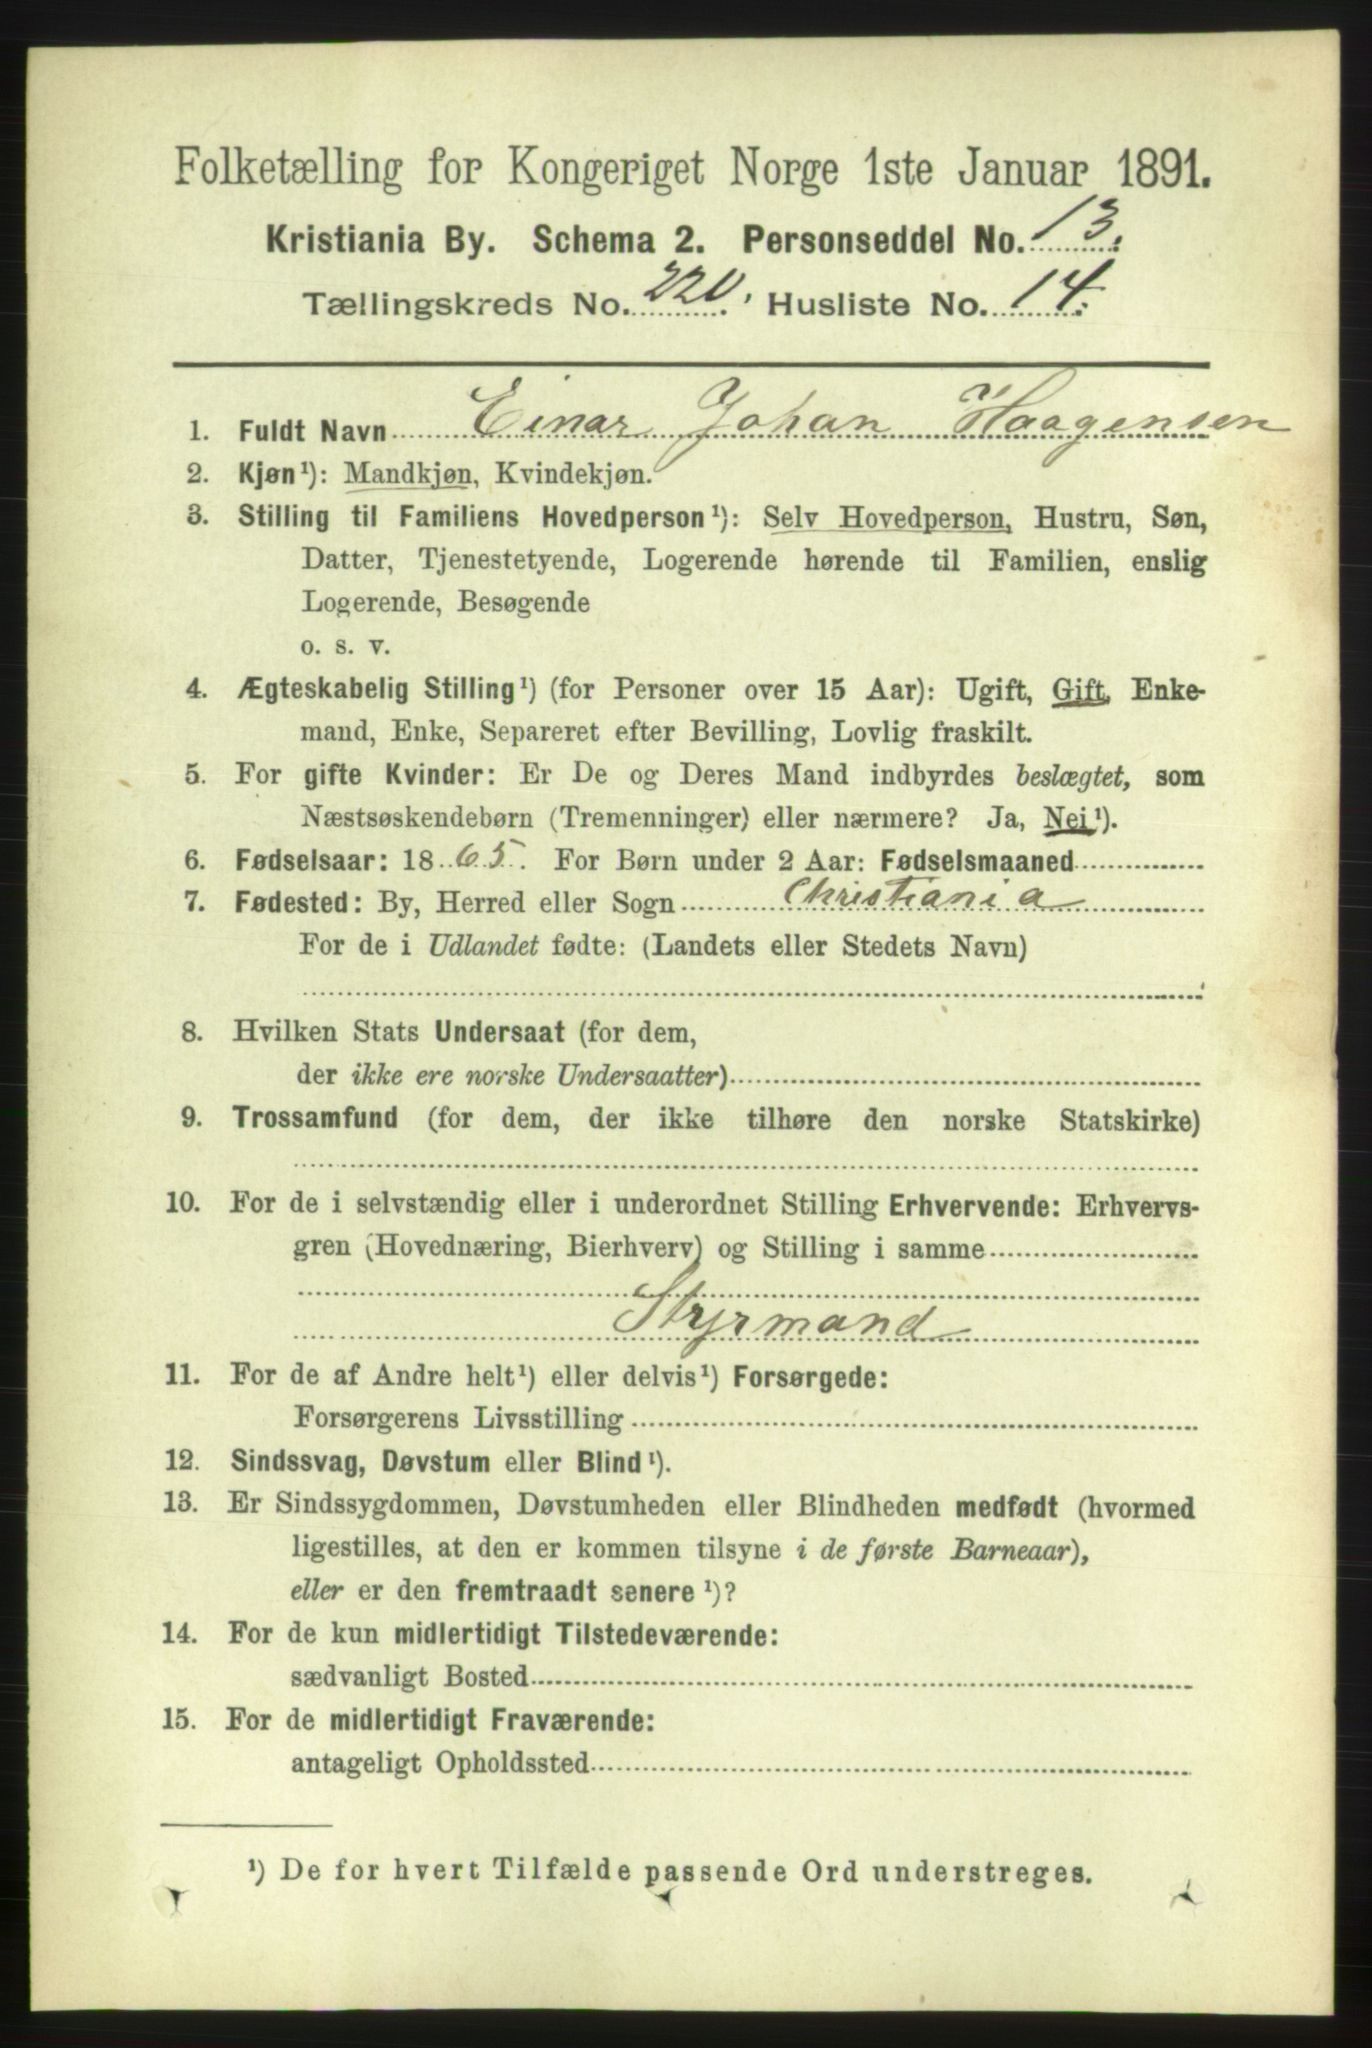 Folketælling for Kongeriget Norge 1ste Januar 1891.
Kristiania By. Schema 2. Personseddel No. 13.
Tællingskreds No. 220. Husliste No. 14.
1. Fuldt Navn Einar Johan Haagensen
2. Kjøn¹): Mandkjøn, Kvindekjøn.
3. Stilling til Familiens Hovedperson¹): Selv Hovedperson, Hustru, Søn,
Datter, Tjenestetyende, Logerende hørende til Familien, enslig
Logerende, Besøgende
o. s. v.
4. Ægteskabelig Stilling¹) (for Personer over 15 Aar): Ugift, Gift, Enke-
mand, Enke, Separeret efter Bevilling, Lovlig fraskilt.
5. For gifte Kvinder: Er De og Deres Mand indbyrdes beslægtet, som
Næstsøskendebørn (Tremenninger) eller nærmere? Ja, Nei¹).
6. Fødselsaar: 1865. For Børn under 2 Aar: Fødselsmaaned
7. Fødested: By, Herred eller Sogn Christiania
For de i Udlandet fødte: (Landets eller Stedets Navn)
8. Hvilken Stats Undersaat (for dem,
der ikke ere norske Undersaatter)
9. Trossamfund (for dem, der ikke tilhøre den norske Statskirke)
10. For de i selvstændig eller i underordnet Stilling Erhvervende: Erhvervs-
gren (Hovednæring, Bierhverv) og Stilling i samme
Styrmand
11. For de af Andre helt¹) eller delvis¹) Forsørgede:
Forsørgerens Livsstilling
12. Sindssvag, Døvstum eller Blind¹).
13. Er Sindssygdommen, Døvstumheden eller Blindheden medfødt (hvormed
ligestilles, at den er kommen tilsyne i de første Barneaar),
eller er den fremtraadt senere¹)?
14. For de kun midlertidigt Tilstedeværende:
sædvanligt Bosted
15. For de midlertidigt Fraværende:
antageligt Opholdssted
¹) De for hvert Tilfælde passende Ord understreges.